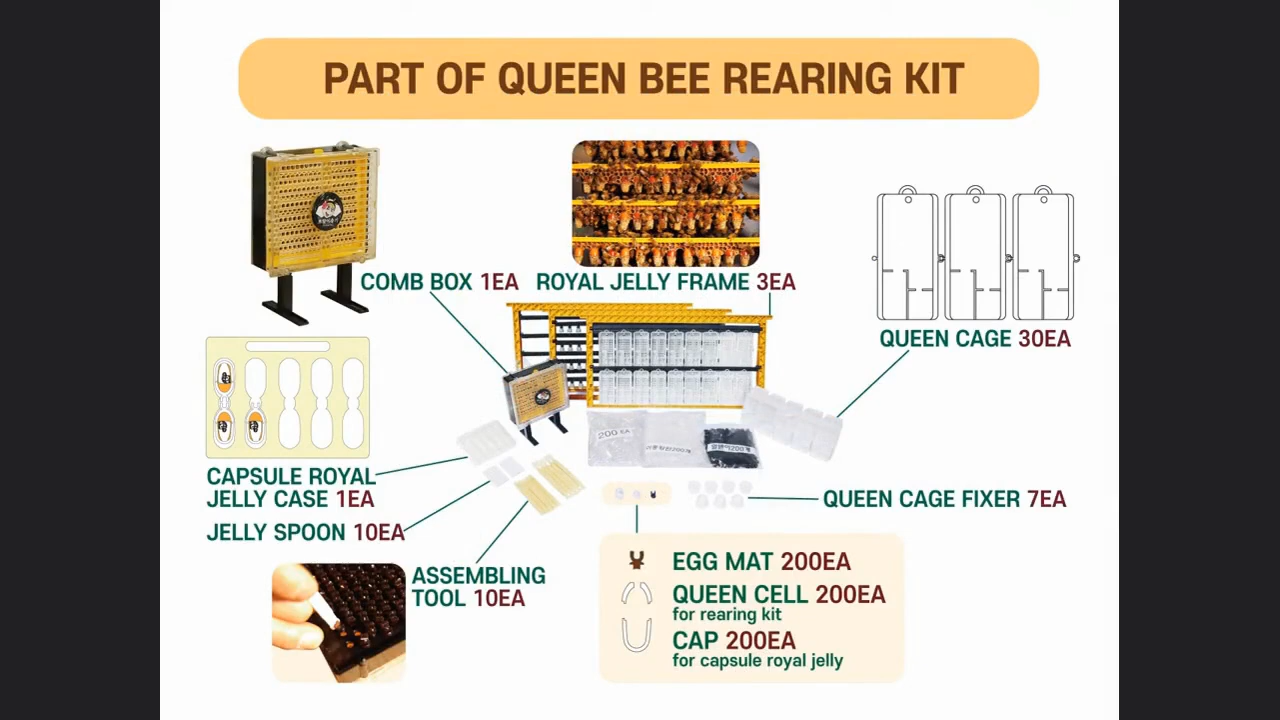 PART OF QUEEN BEE REARING KIT
COMB BOX 1EA
ROYAL JELLY FRAME 3EA
QUEEN CAGE 30EA
CAPSULE ROYAL
JELLY CASE 1EA
JELLY SPOON 10EA
ASSEMBLING
TOOL 10EA
200 EA
QUEEN CAGE FIXER 7EA
EGG MAT 200EA
QUEEN CELL 200EA
for rearing kit
CAP 200EA
for capsule royal jelly